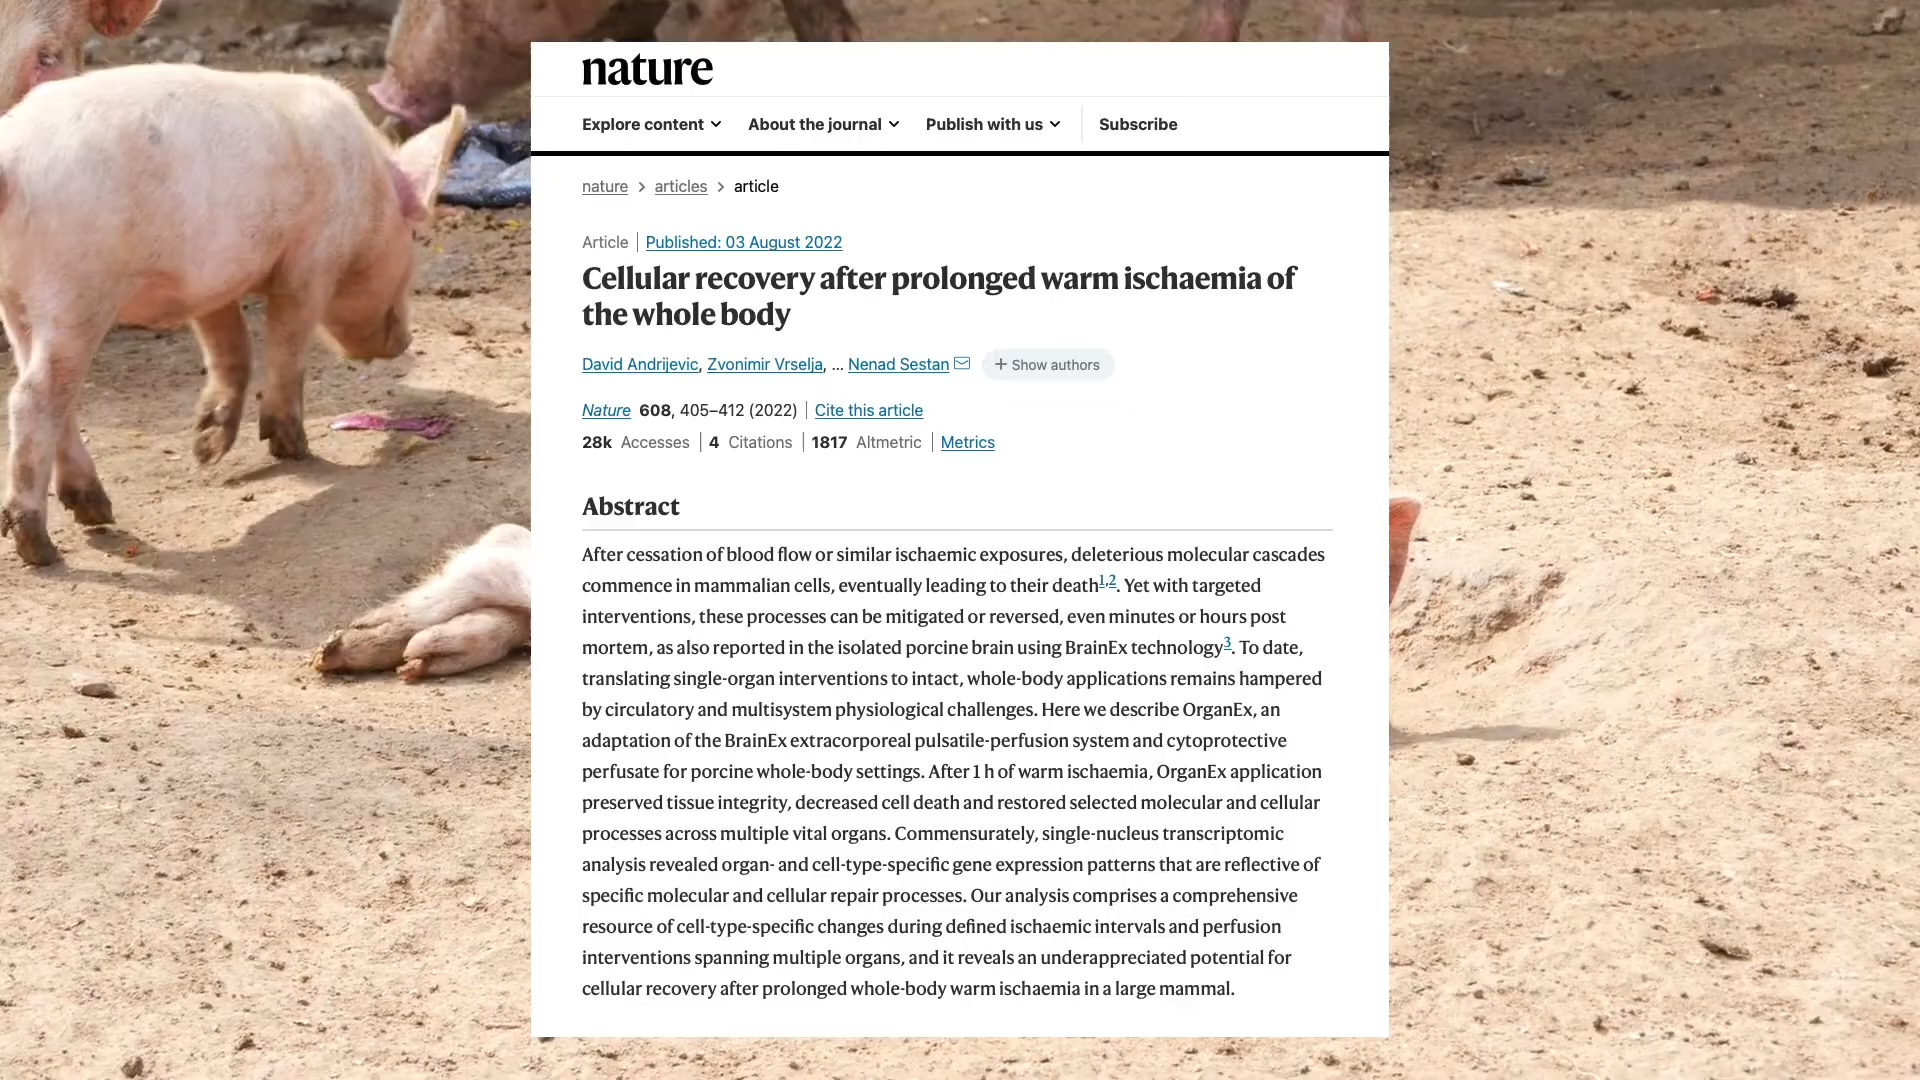 nature
Explore content About the journal Publish with us Subscribe
nature > articles > article
Article | Published: 03 August 2022
Cellular recovery after prolonged warm ischaemia of
the whole body
David Andrijevic, Zvonimir Vrselja, ... Nenad Sestan + Show authors
Nature 608, 405–412 (2022) | Cite this article
28k Accesses | 4 Citations | 1817 Altmetric | Metrics
Abstract
After cessation of blood flow or similar ischaemic exposures, deleterious molecular cascades
commence in mammalian cells, eventually leading to their death1,2. Yet with targeted
interventions, these processes can be mitigated or reversed, even minutes or hours post
mortem, as also reported in the isolated porcine brain using BrainEx technology3. To date,
translating single-organ interventions to intact, whole-body applications remains hampered
by circulatory and multisystem physiological challenges. Here we describe OrganEx, an
adaptation of the BrainEx extracorporeal pulsatile-perfusion system and cytoprotective
perfusate for porcine whole-body settings. After 1 h of warm ischaemia, OrganEx application
preserved tissue integrity, decreased cell death and restored selected molecular and cellular
processes across multiple vital organs. Commensurately, single-nucleus transcriptomic
analysis revealed organ- and cell-type-specific gene expression patterns that are reflective of
specific molecular and cellular repair processes. Our analysis comprises a comprehensive
resource of cell-type-specific changes during defined ischaemic intervals and perfusion
interventions spanning multiple organs, and it reveals an underappreciated potential for
cellular recovery after prolonged whole-body warm ischaemia in a large mammal.